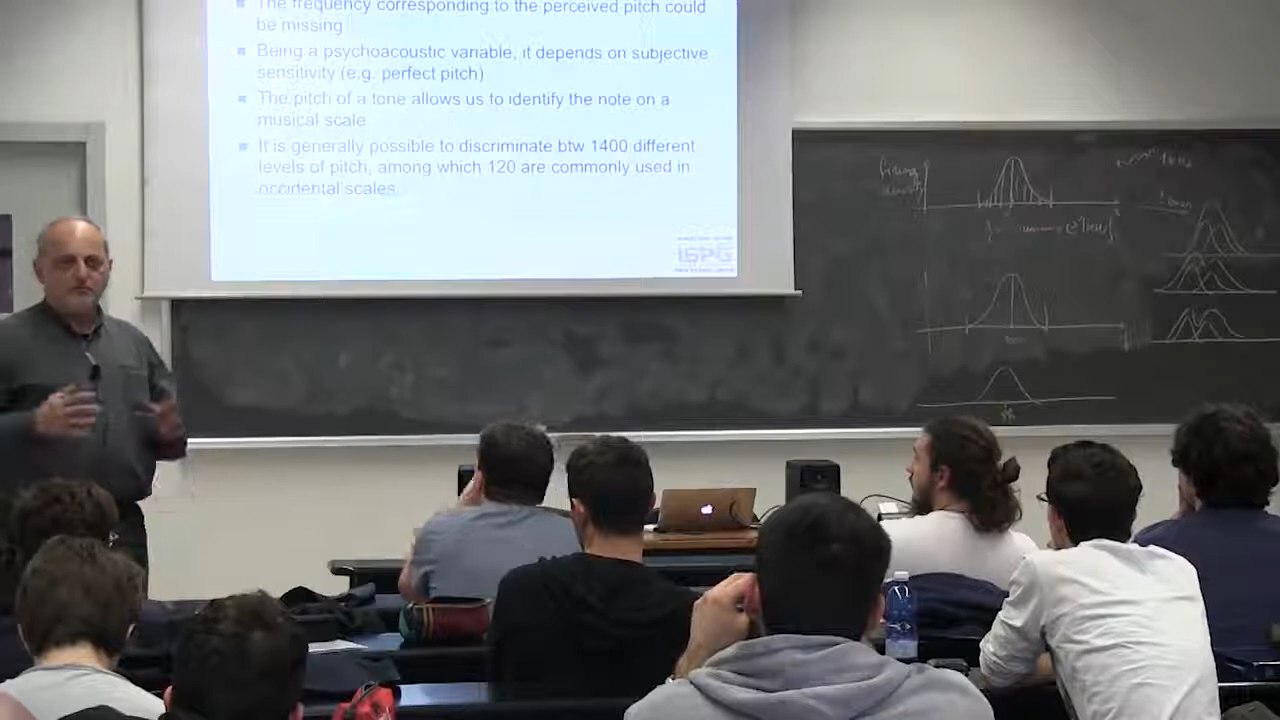 The frequency corresponding to the perceived pitch could
be missing
Being a psychoacoustic variable, it depends on subjective
sensitivity (e.g. perfect pitch)
The pitch of a tone allows us to identify the note on a
musical scale
It is generally possible to discriminate btw 1400 different
levels of pitch, among which 120 are commonly used in
occidental scales.
ISPG